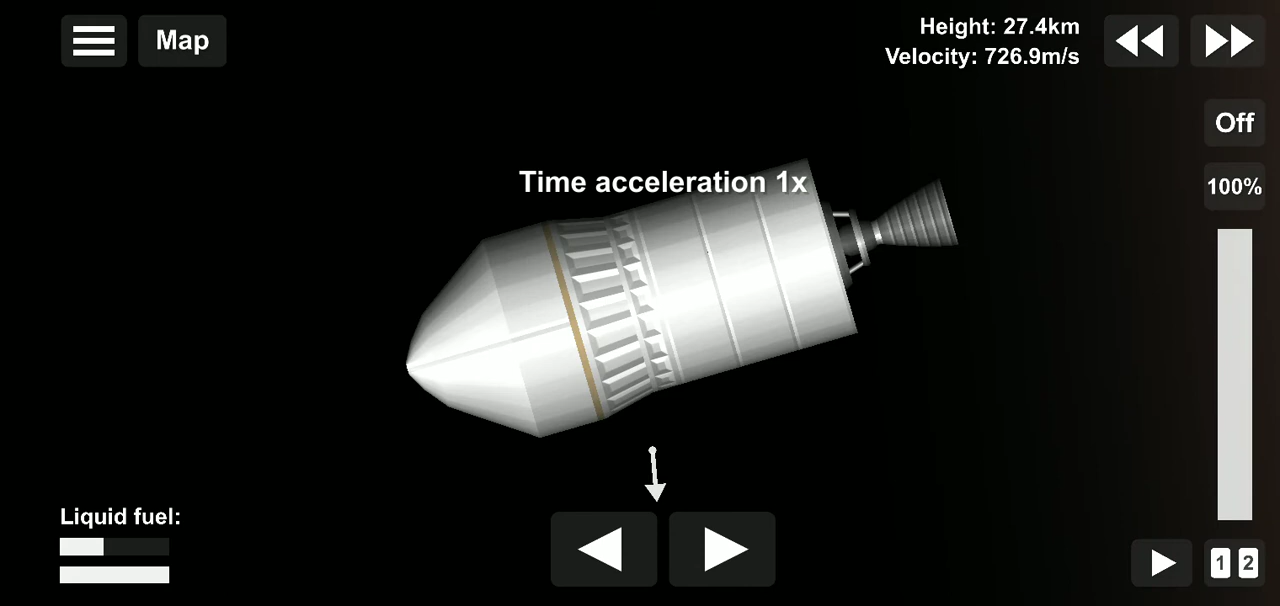 Map
Height: 27.4km
Velocity: 726.9m/s
Off
Time acceleration 1x
100%
Liquid fuel:
1 2